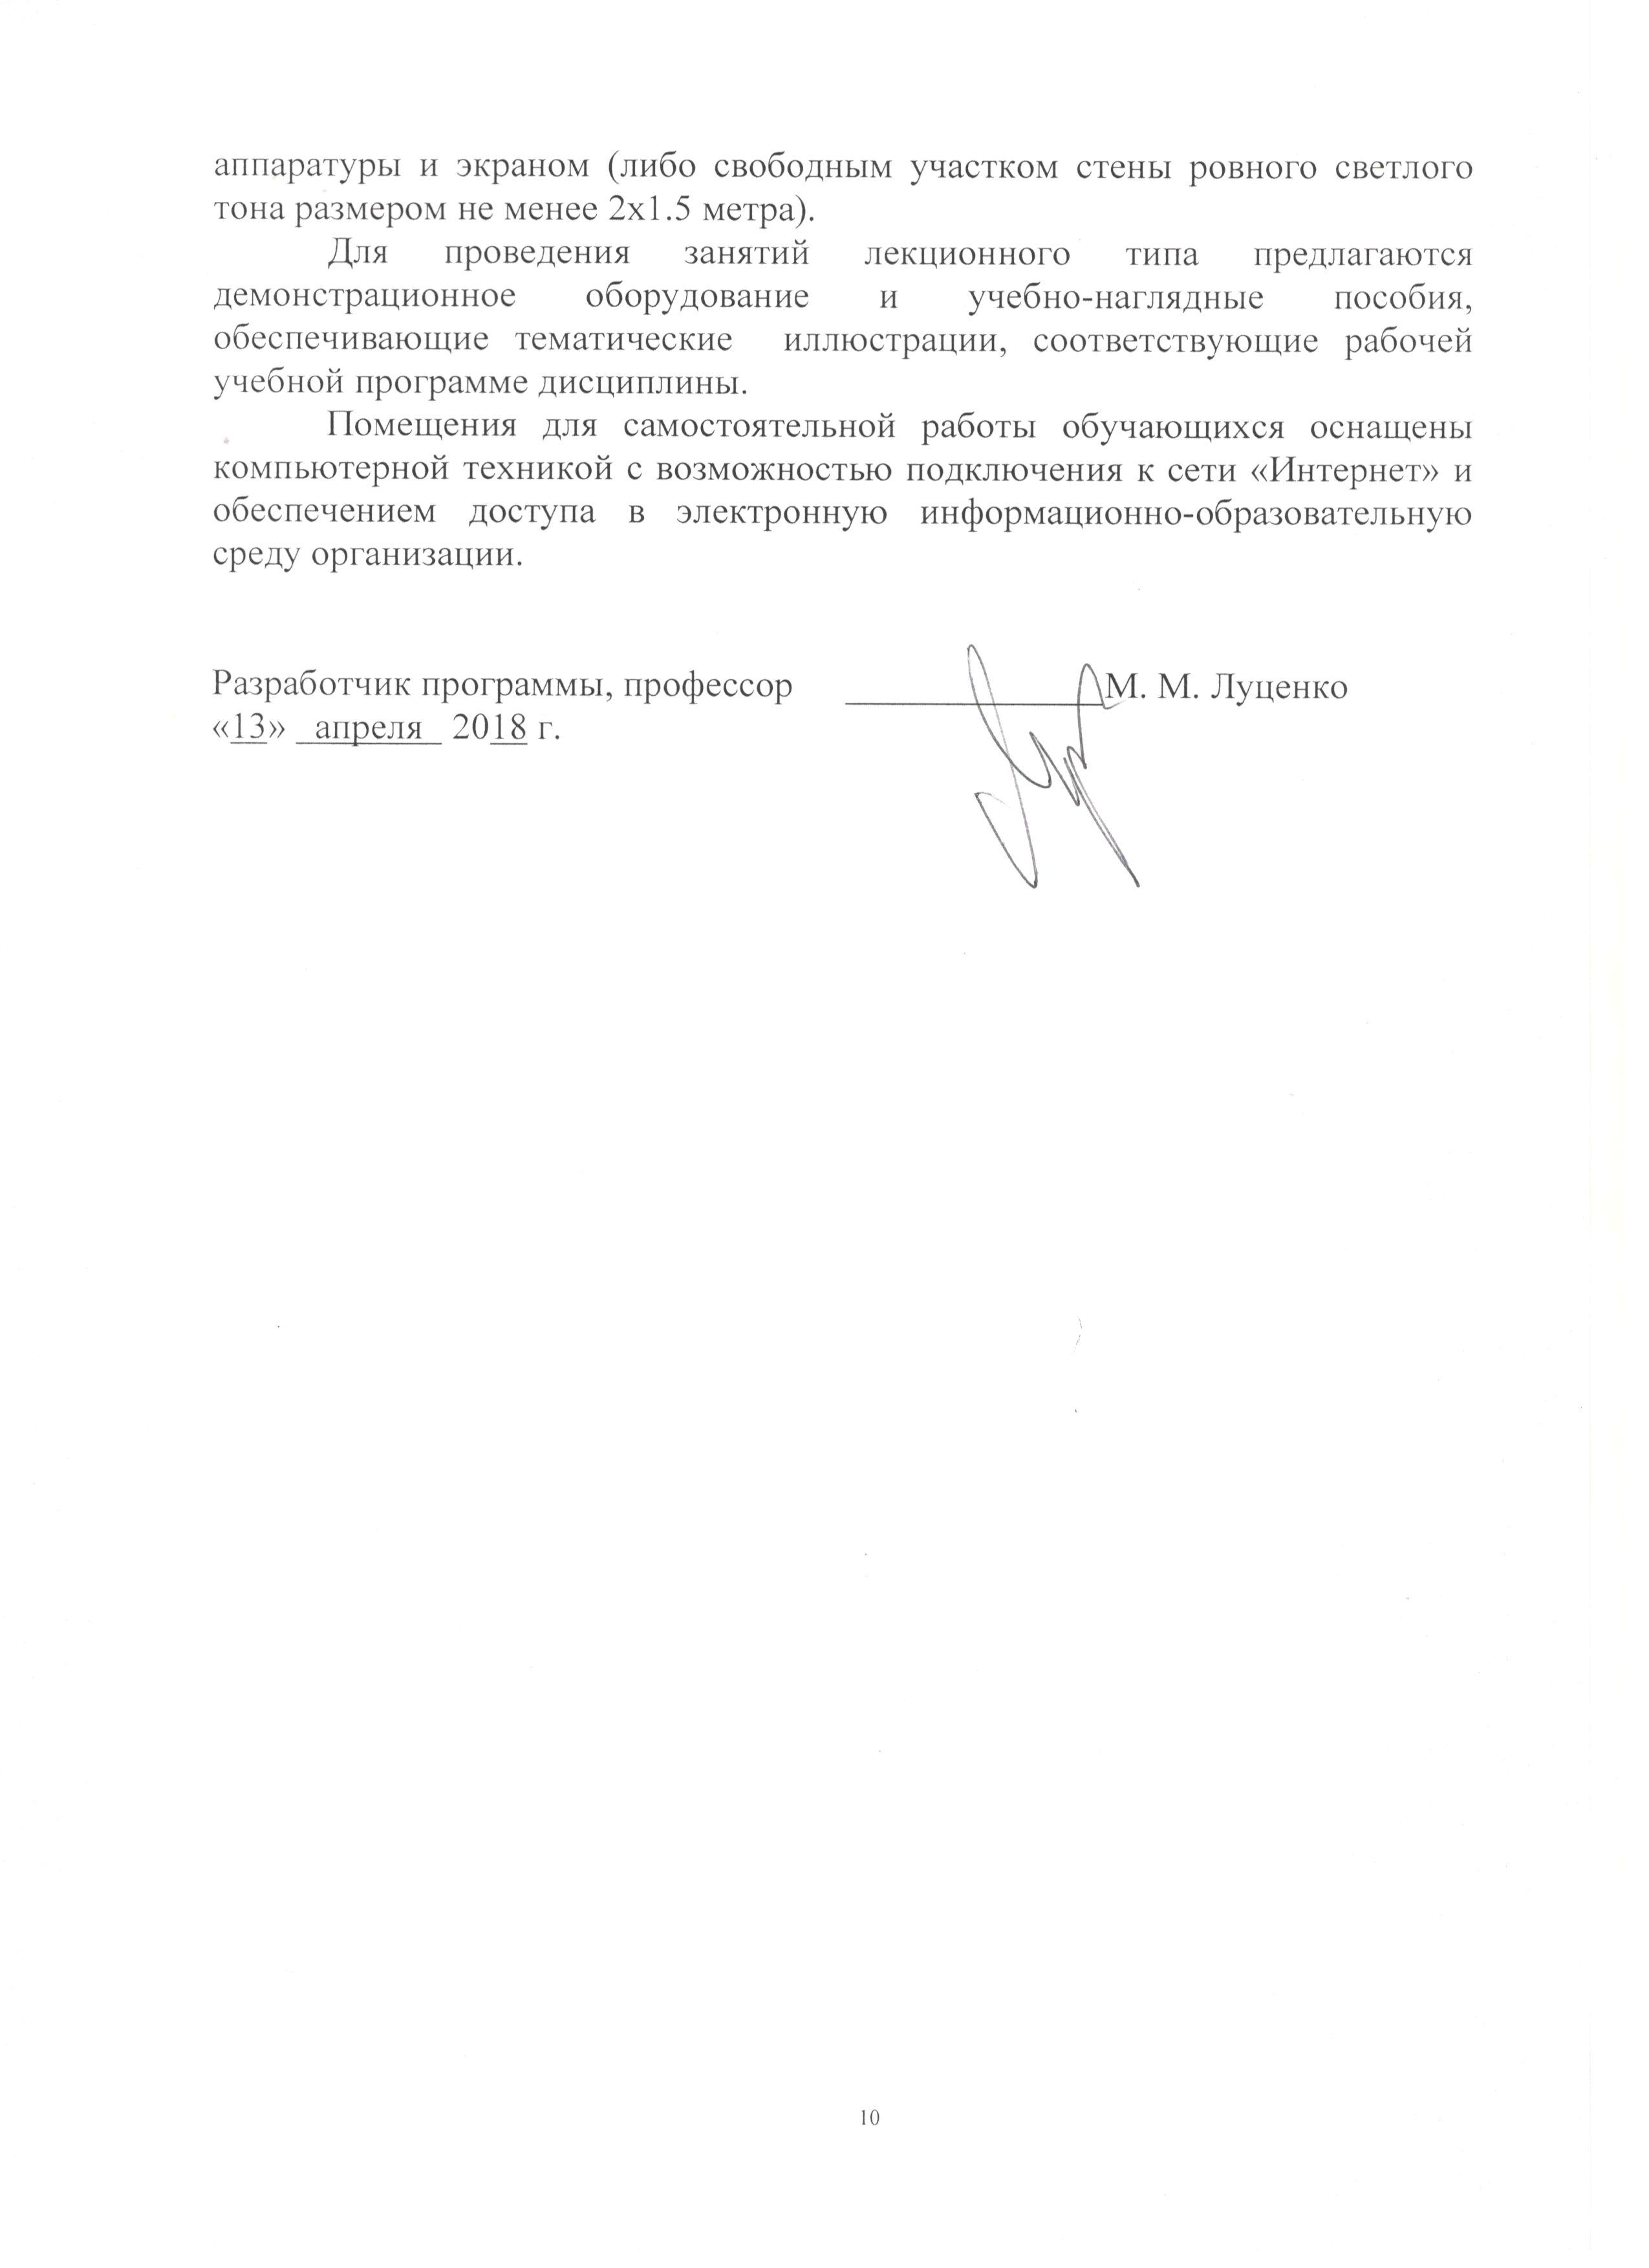 аппаратуры и экраном (либо свободным участком стены ровного светлого
тона размером не менее 2х1.5 метра).
Для проведения занятий лекционного типа предлагаются
демонстрационное оборудование и учебно-наглядные пособия,
обеспечивающие тематические иллюстрации, соответствующие рабочей
учебной программе дисциплины.
Помещения для самостоятельной работы обучающихся оснащены
компьютерной техникой с возможностью подключения к сети «Интернет» и
обеспечением доступа в электронную информационно-образовательную
среду организации.
Разработчик программы, профессор ______________М. М. Луценко
«13» апреля 2018 г.
10